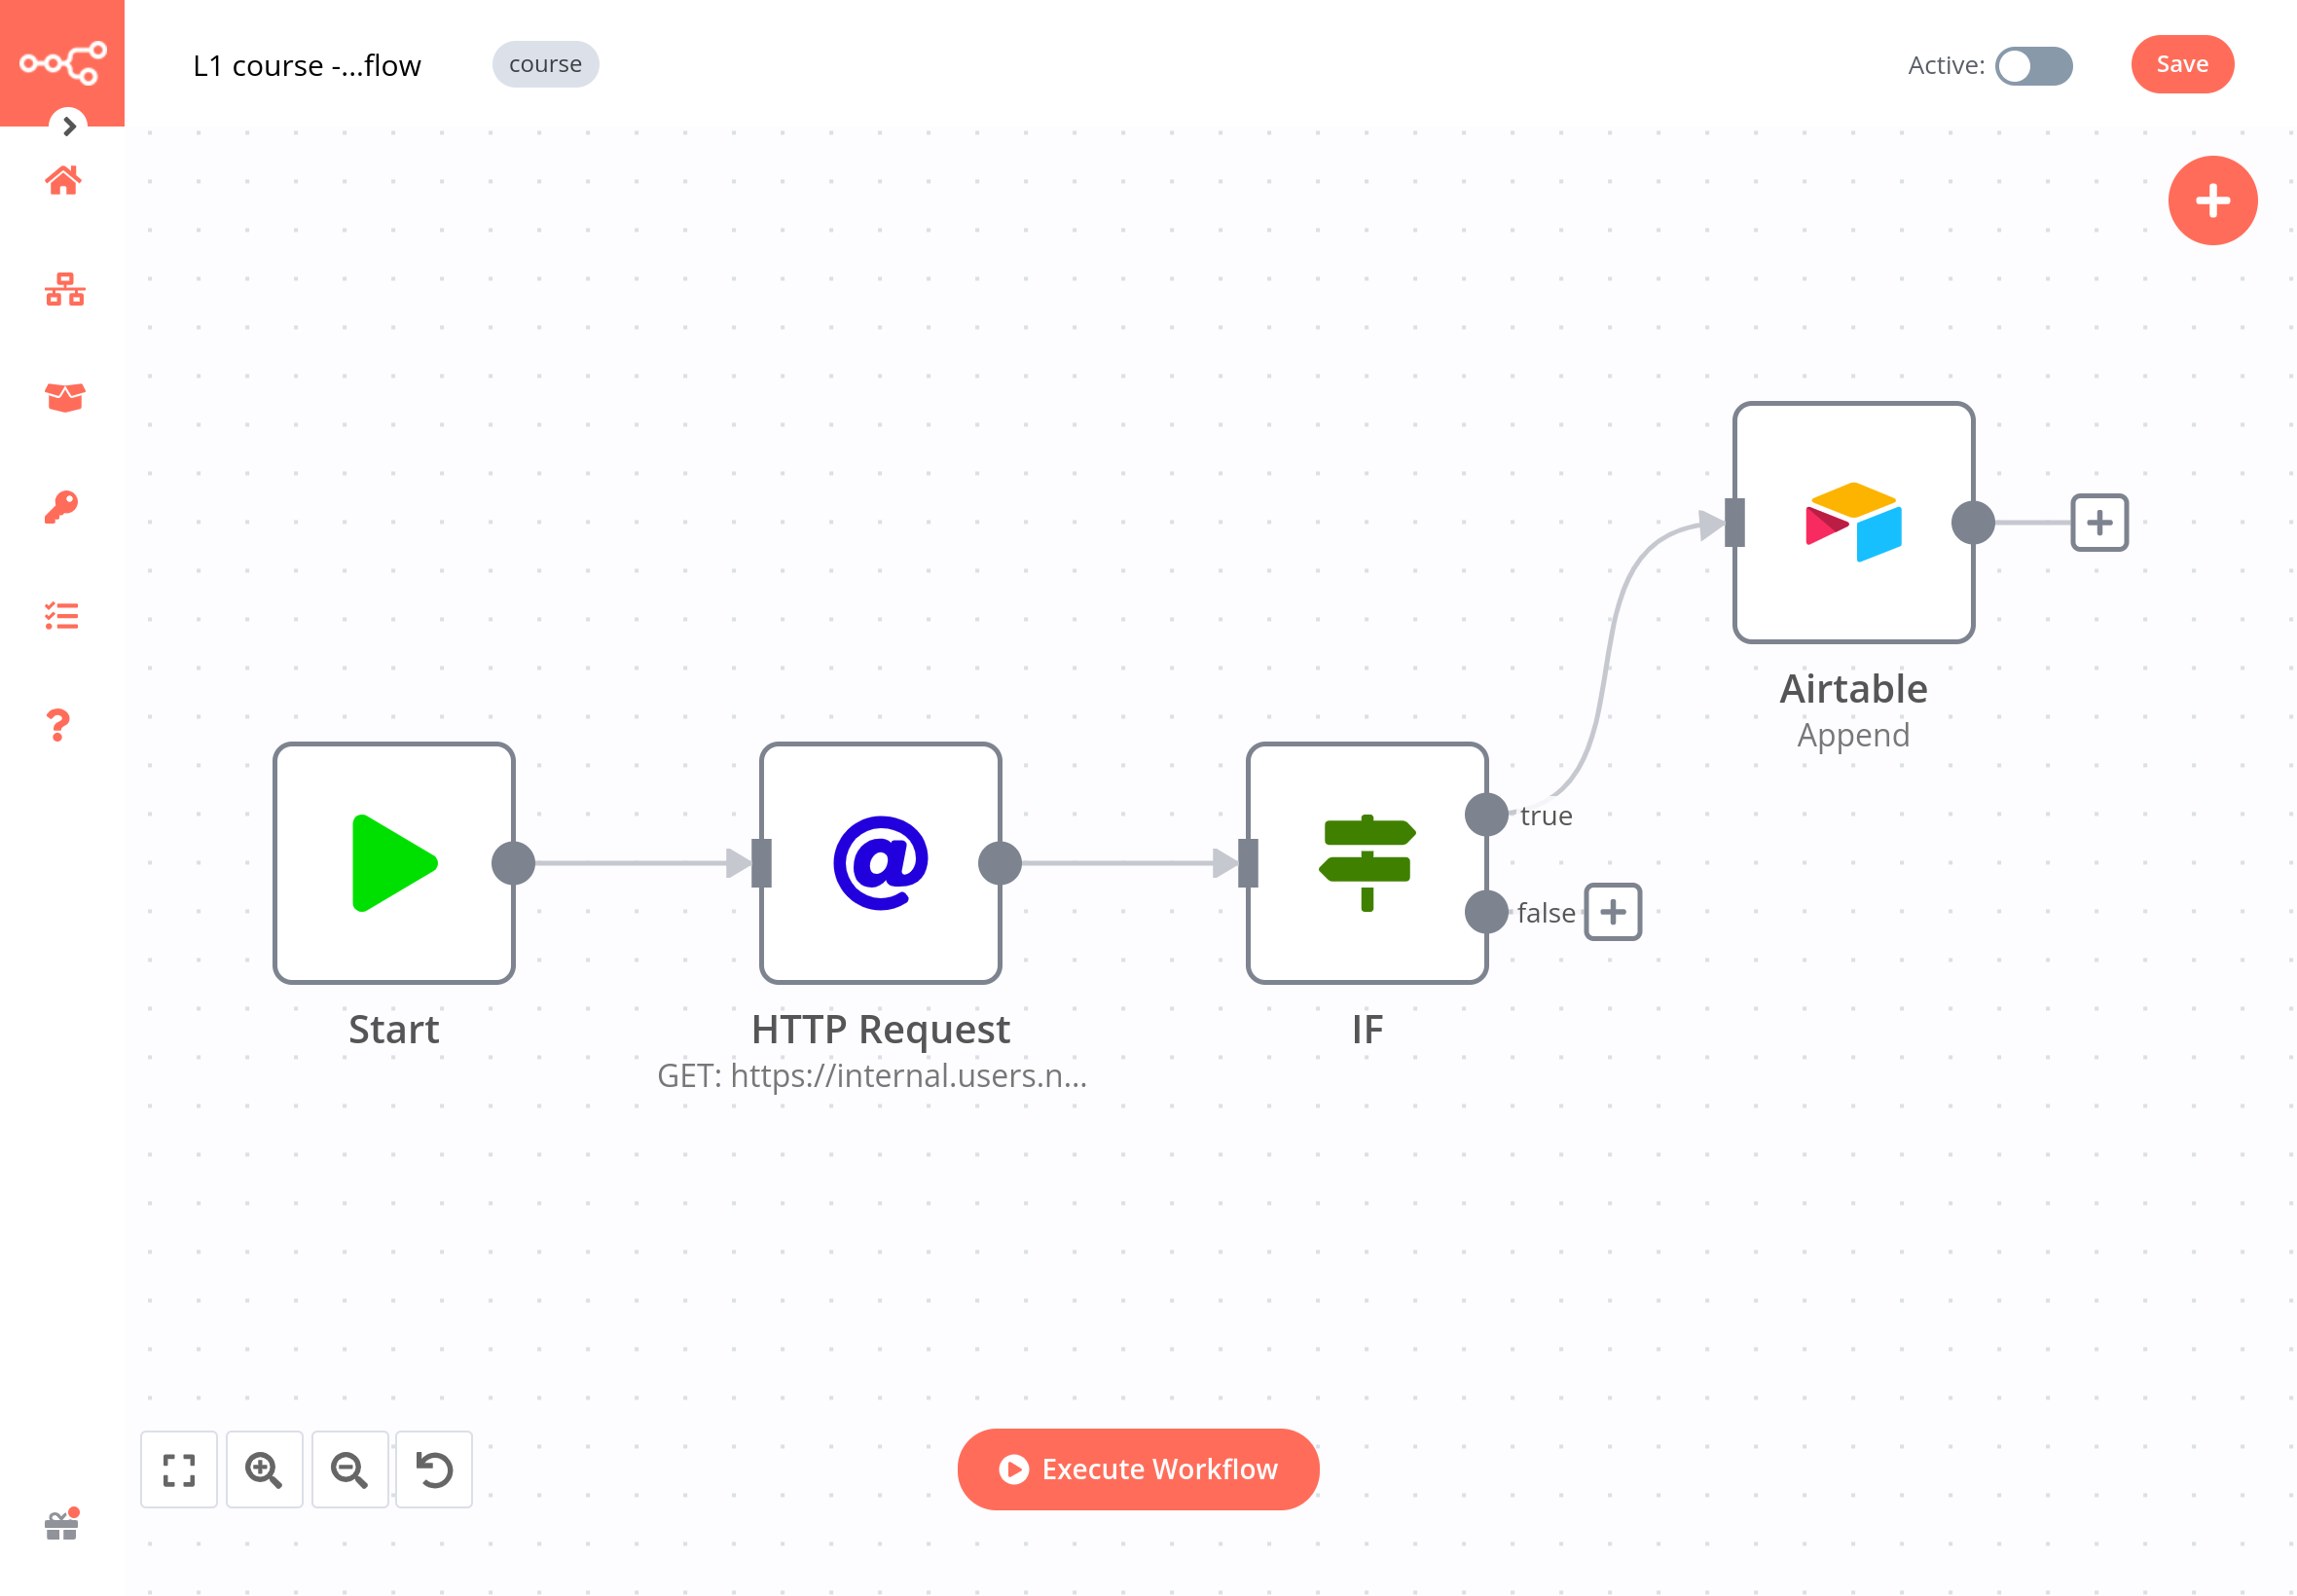 L1 course -...flow
course
Active:
Save
Airtable
Append
true
false
Start
HTTP Request
GET: https://internal.users.n...
IF
Execute Workflow